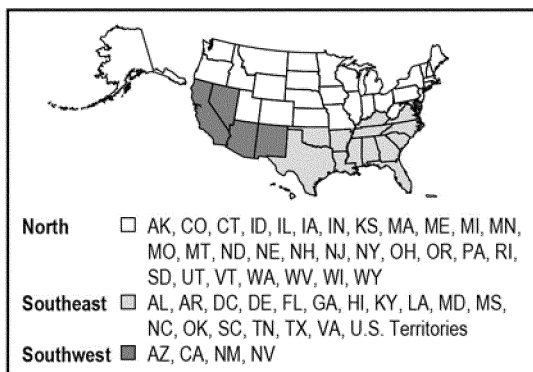 North AK, CO, CT, ID, IL, IA, IN, KS, MA, ME, MI, MN,
MO, MT, ND, NE, NH, NJ, NY, OH, OR, PA, RI,
SD, UT, VT, WA, WV, WI, WY
Southeast AL, AR, DC, DE, FL, GA, HI, KY, LA, MD, MS,
NC, OK, SC, TN, TX, VA, U.S. Territories
Southwest AZ, CA, NM, NV